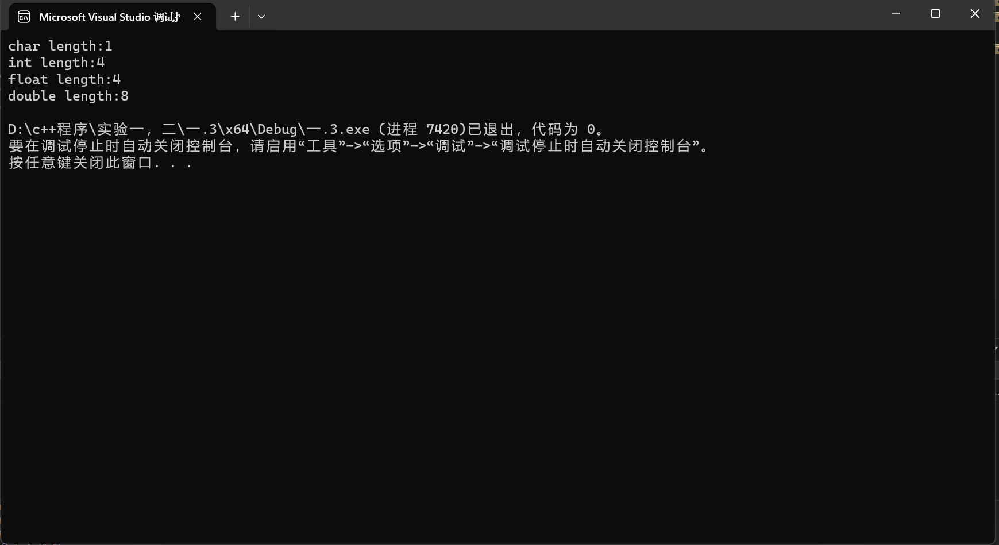 Microsoft Visual Studio 调试
char length:1
int length:4
float length:4
double length:8
D:\c++程序\实验一，二\一.3\x64\Debug\一.3.exe (进程 7420)已退出，代码为 0。
要在调试停止时自动关闭控制台，请启用“工具”->“选项”->“调试”->“调试停止时自动关闭控制台”。
按任意键关闭此窗口. . .